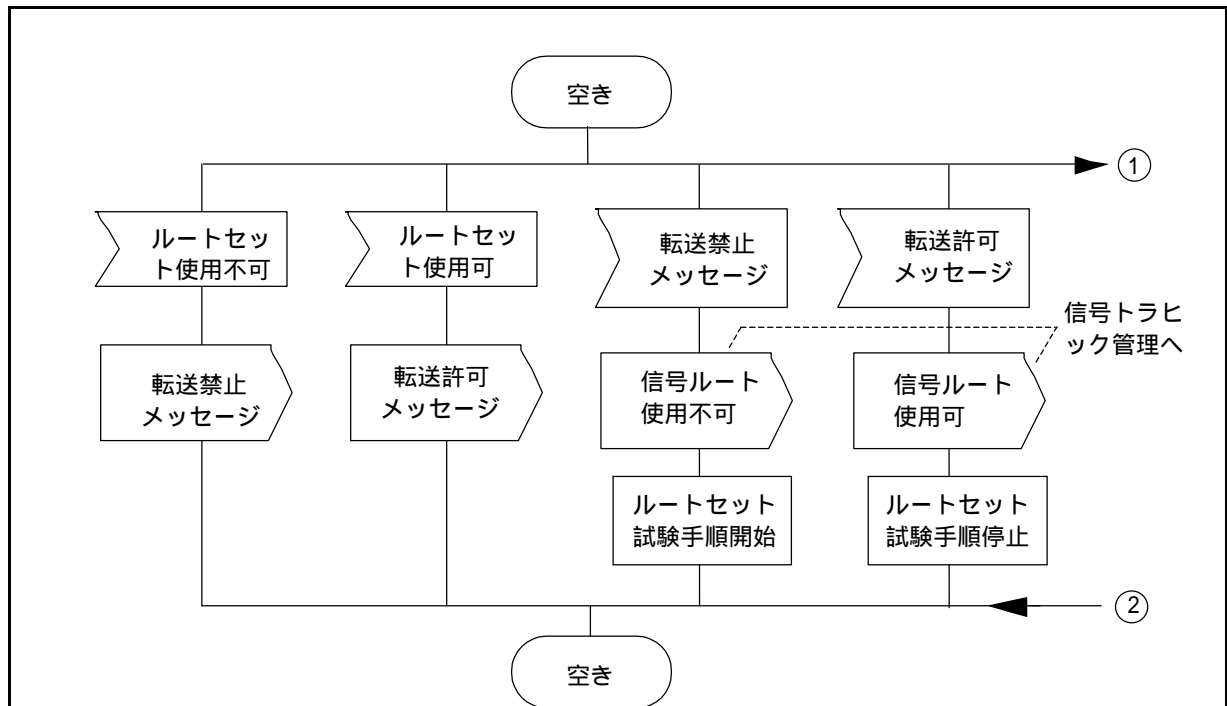 空き
①
ルートセッ
ト使用不可
ルートセッ
ト使用可
転送禁止
メッセージ
転送許可
メッセージ
信号トラヒ
ック管理へ
転送禁止
メッセージ
転送許可
メッセージ
信号ルート
使用不可
信号ルート
使用可
ルートセット
試験手順開始
ルートセット
試験手順停止
②
空き